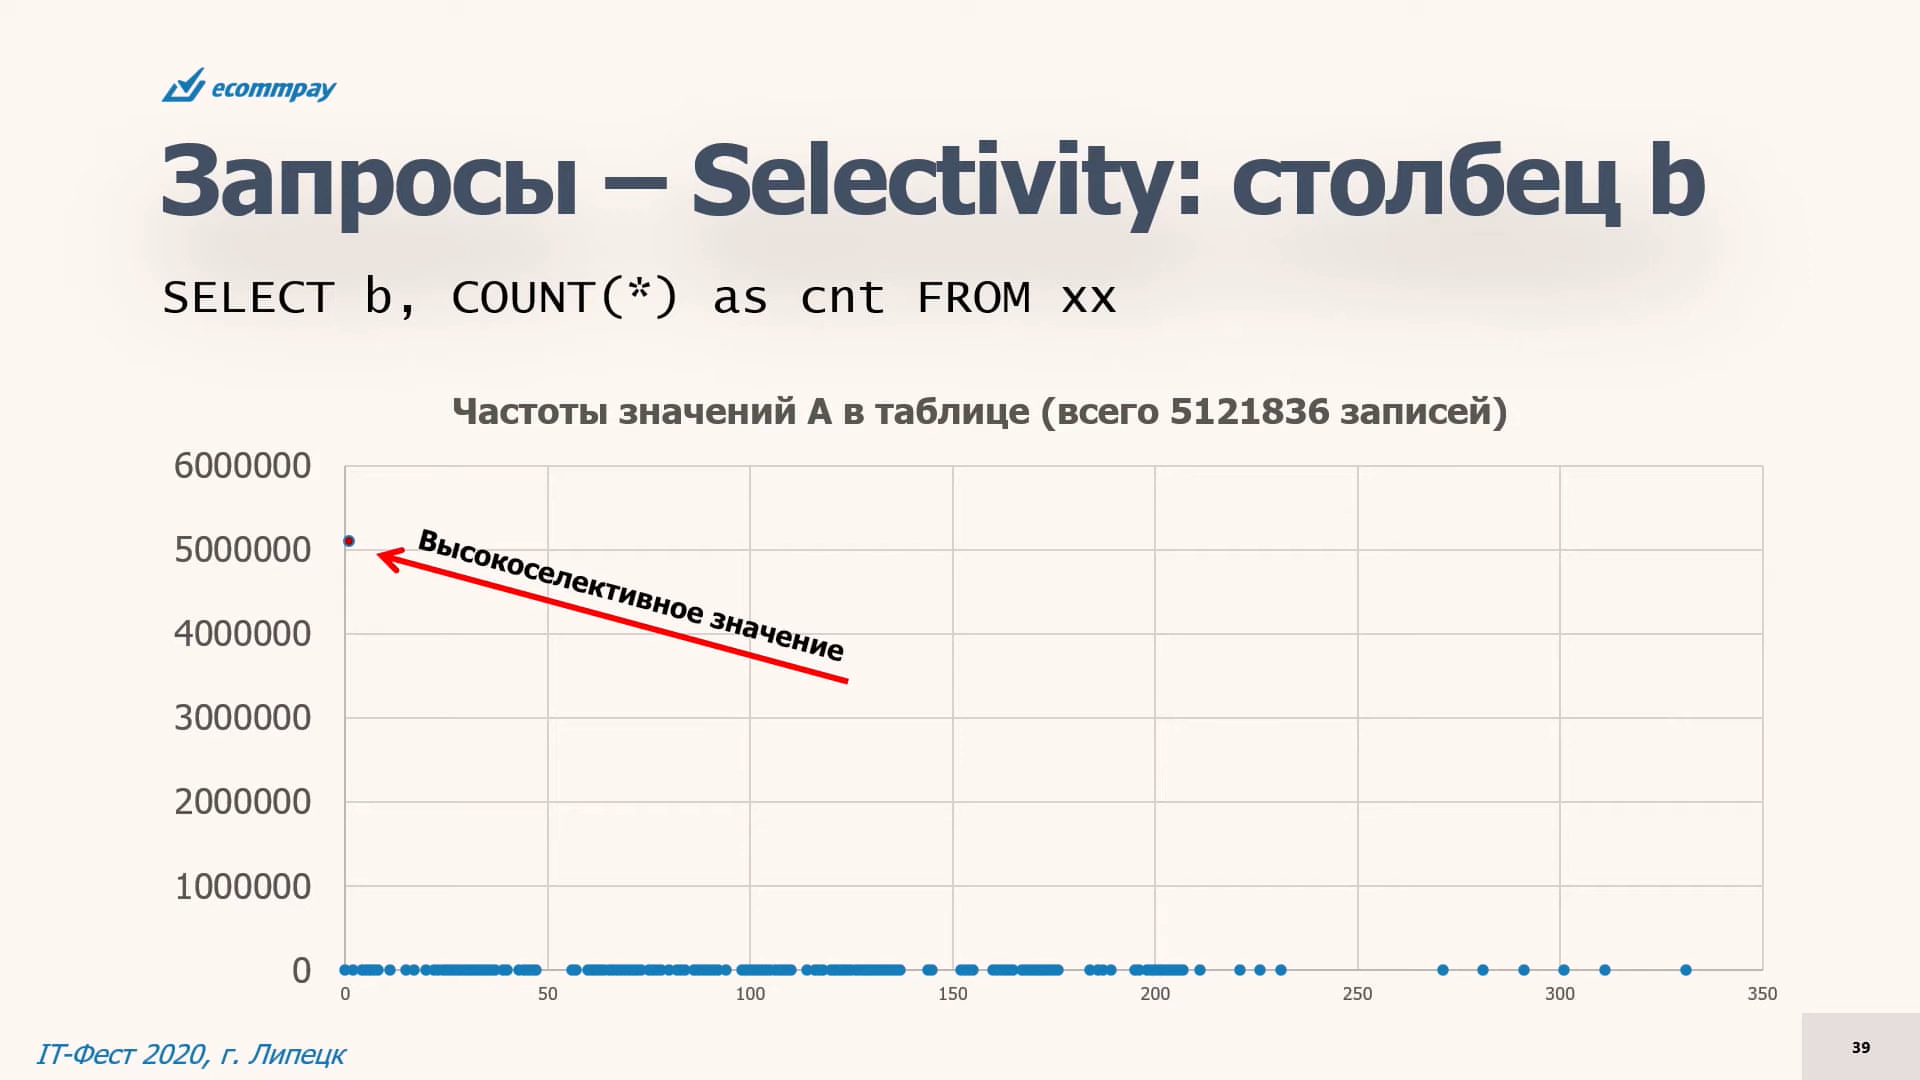 ecommpay
Запросы – Selectivity: столбец b
SELECT b, COUNT(*) as cnt FROM xx
Частоты значений А в таблице (всего 5121836 записей)
6000000
5000000
4000000
3000000
2000000
1000000
0
Высокоселективное значение
0 50 100 150 200 250 300 350
IT-Фест 2020, г. Липецк
39